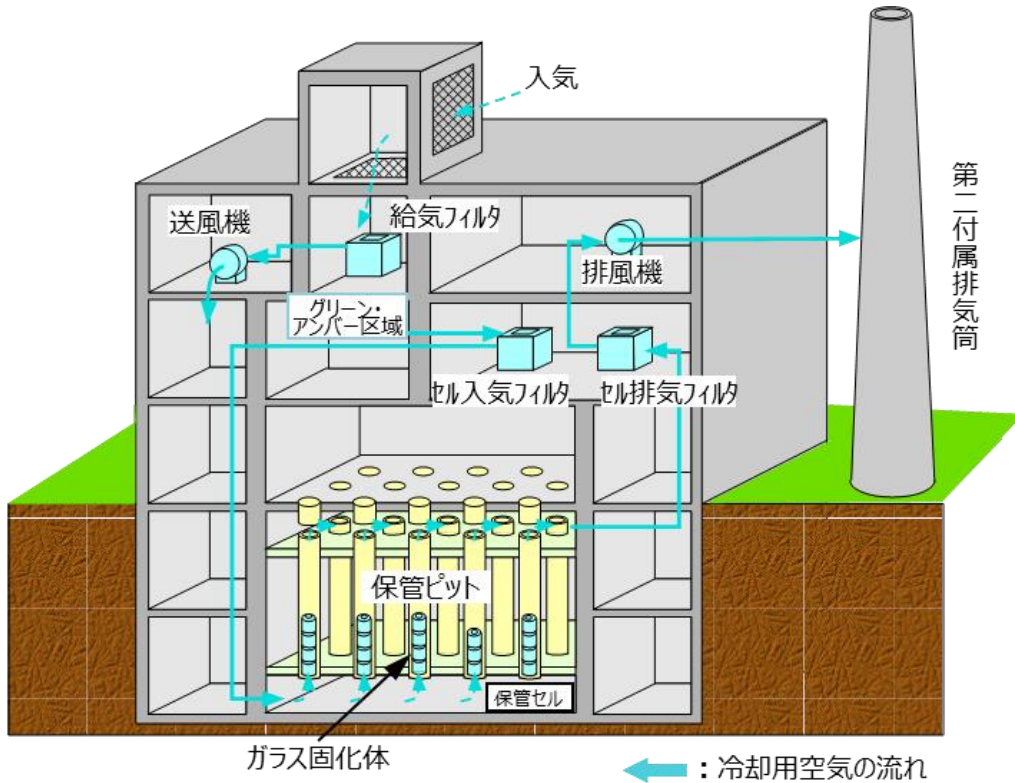 入気
第二付属排気筒
送風機
給気フィルタ
排風機
グリーン・
アンバー区域
セル入気フィルタ
セル排気フィルタ
保管ピット
保管セル
ガラス固化体
：冷却用空気の流れ